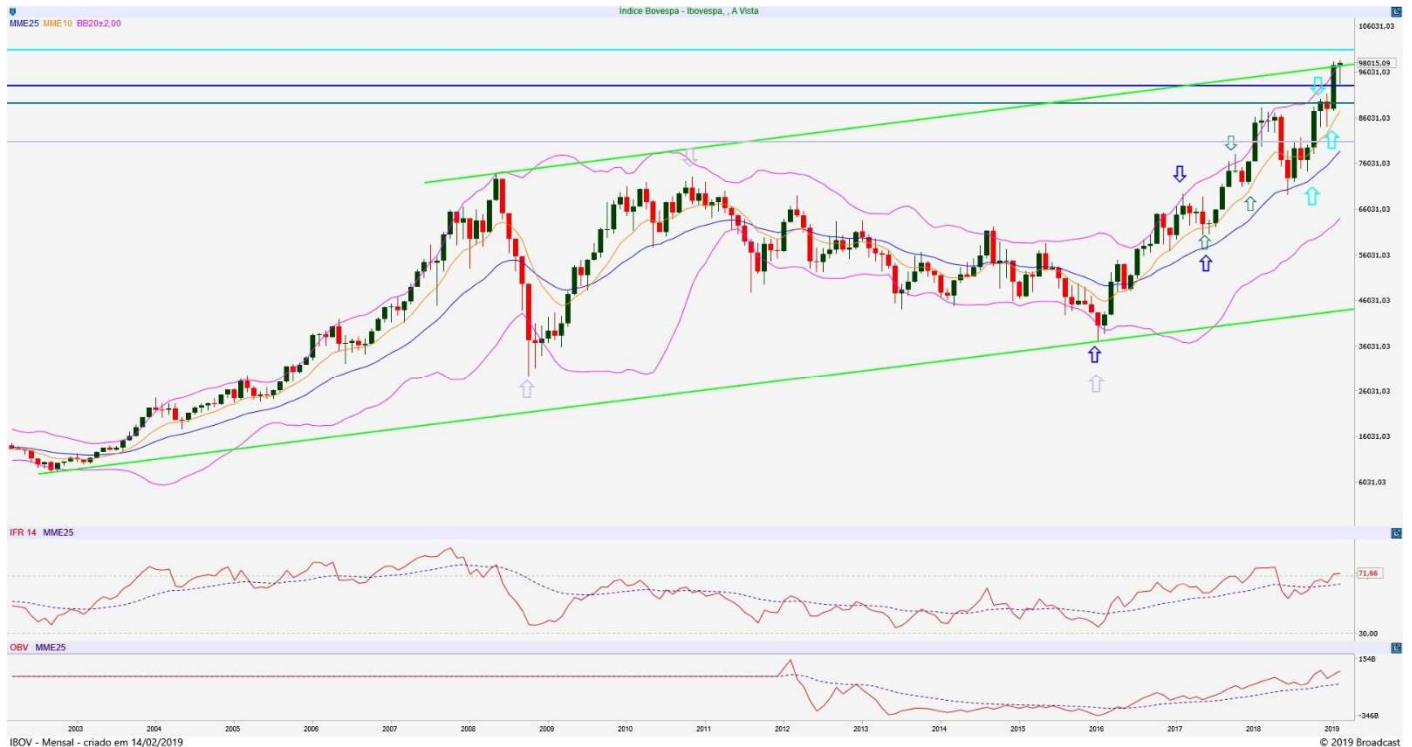 Índice Bovespa - Ibovespa, , A Vista
MME25 MME10 BB20±2,00
106031,03
98015,09
96031,03
86031,03
76031,03
66031,03
56031,03
46031,03
36031,03
26031,03
16031,03
6031,03
IFR 14 MME25
71,66
30,00
OBV MME25
154B
-346B
2003 2004 2005 2006 2007 2008 2009 2010 2011 2012 2013 2014 2015 2016 2017 2018 2019
IBOV - Mensal - criado em 14/02/2019
© 2019 Broadcast